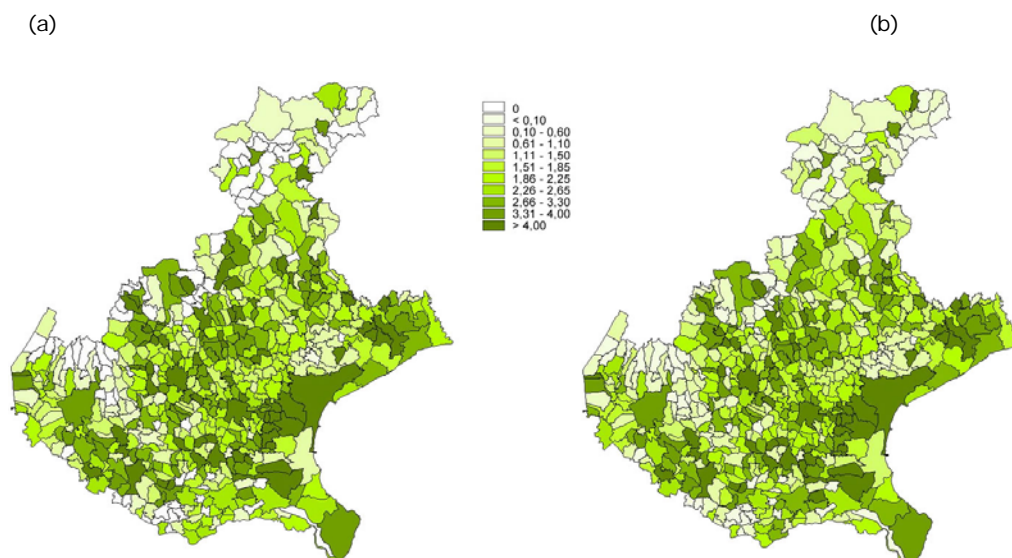 (a)
(b)
0
< 0,10
0,10 - 0,60
0,61 - 1,10
1,11 - 1,50
1,51 - 1,85
1,86 - 2,25
2,26 - 2,65
2,66 - 3,30
3,31 - 4,00
> 4,00